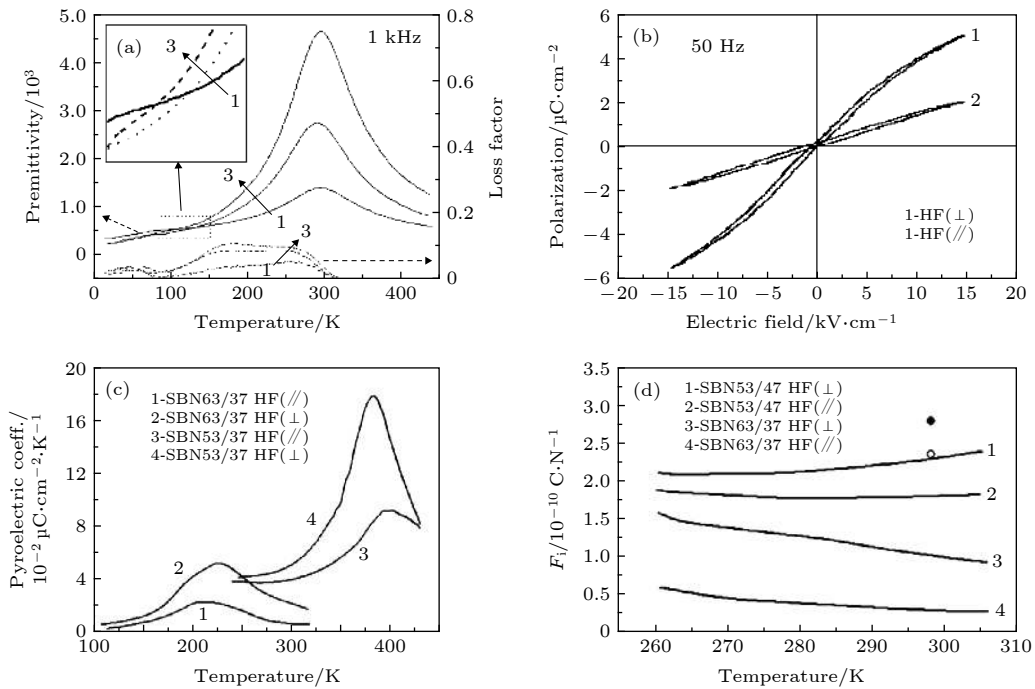 (a)
1 kHz
Premittivity/10³
Loss factor
5.0
4.5
4.0
3.0
2.0
1.0
0
0.8
0.6
0.4
0.2
0
3
1
3
1
3
1
0
100
200
300
400
Temperature/K
(b)
50 Hz
Polarization/μC·cm⁻²
6
4
2
0
−2
−4
−6
1
2
1-HF(⊥)
1-HF(//)
−20
−15
−10
−5
0
5
10
15
20
Electric field/kV·cm⁻¹
(c)
Pyroelectric coeff./
10⁻² μC·cm⁻²·K⁻¹
20
16
12
8
4
0
1-SBN63/37 HF(//)
2-SBN63/37 HF(⊥)
3-SBN53/37 HF(//)
4-SBN53/37 HF(⊥)
4
3
2
1
100
200
300
400
Temperature/K
(d)
Fᵢ/10⁻¹⁰ C·N⁻¹
3.5
3.0
2.5
2.0
1.5
1.0
0.5
0
1-SBN53/47 HF(⊥)
2-SBN53/47 HF(//)
3-SBN63/37 HF(⊥)
4-SBN63/37 HF(//)
1
2
3
4
260
270
280
290
300
310
Temperature/K